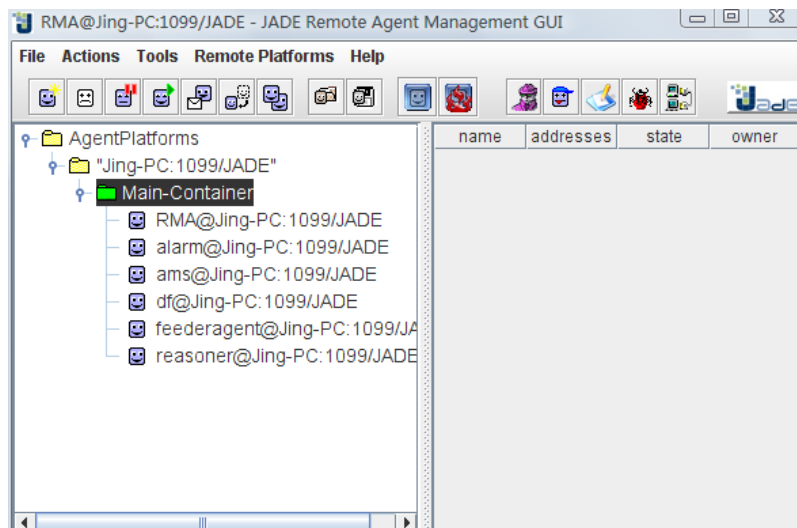 RMA@Jing-PC:1099/JADE - JADE Remote Agent Management GUI
File Actions Tools Remote Platforms Help
Jade
AgentPlatforms
"Jing-PC:1099/JADE"
Main-Container
RMA@Jing-PC:1099/JADE
alarm@Jing-PC:1099/JADE
ams@Jing-PC:1099/JADE
df@Jing-PC:1099/JADE
feederagent@Jing-PC:1099/JA
reasoner@Jing-PC:1099/JADE
name addresses state owner